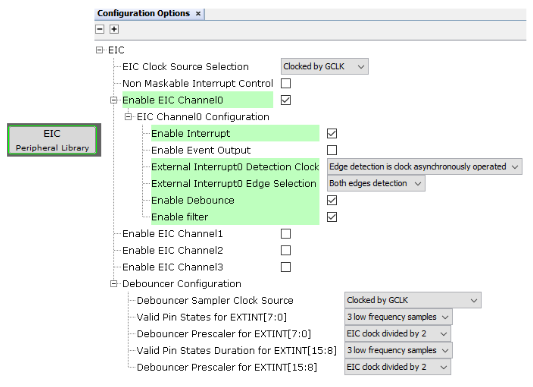 Configuration Options ×
EIC
EIC Clock Source Selection Clocked by GCLK
Non Maskable Interrupt Control
Enable EIC Channel0
EIC Channel0 Configuration
EIC
Peripheral Library
Enable Interrupt
Enable Event Output
External Interrupt0 Detection Clock Edge detection is clock asynchronously operated
External Interrupt0 Edge Selection Both edges detection
Enable Debounce
Enable filter
Enable EIC Channel1
Enable EIC Channel2
Enable EIC Channel3
Debouncer Configuration
Debouncer Sampler Clock Source Clocked by GCLK
Valid Pin States for EXTINT[7:0] 3 low frequency samples
Debouncer Prescaler for EXTINT[7:0] EIC clock divided by 2
Valid Pin States Duration for EXTINT[15:8] 3 low frequency samples
Debouncer Prescaler for EXTINT[15:8] EIC clock divided by 2